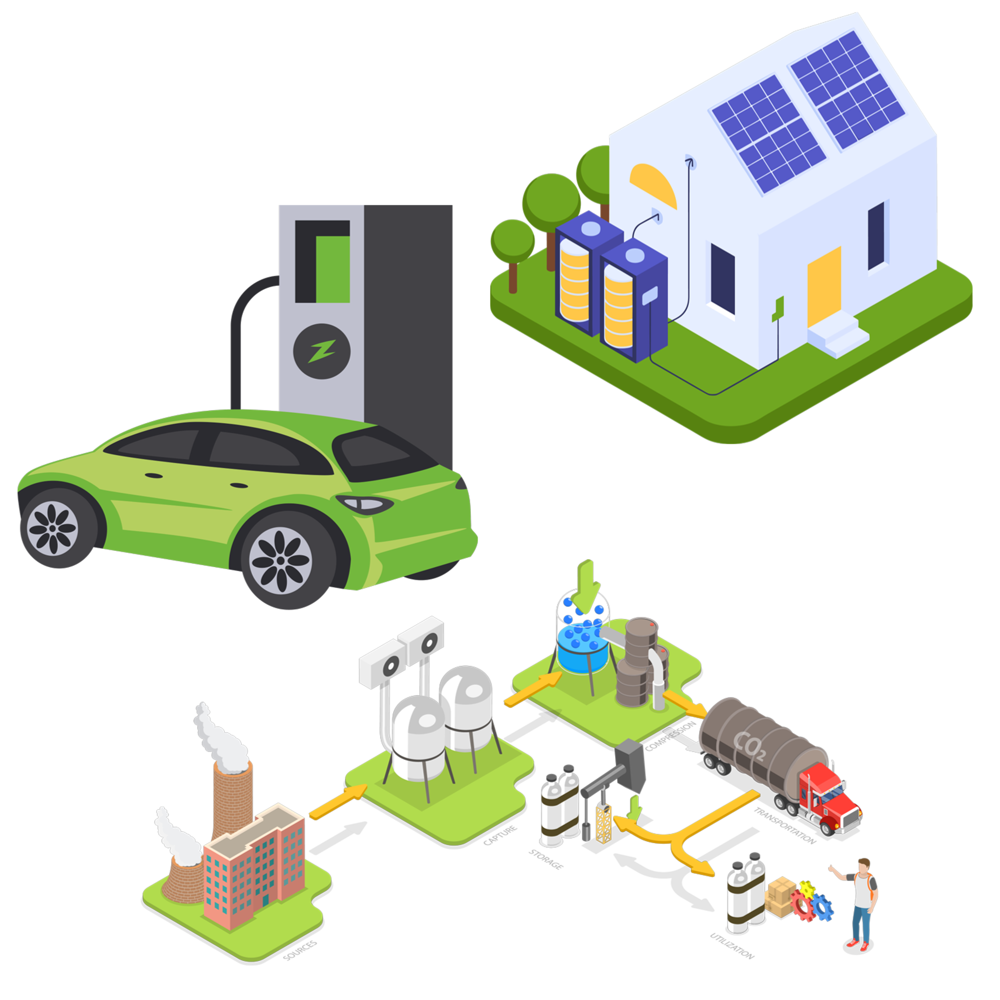 COMPRESSION
CO₂
CAPTURE
STORAGE
TRANSPORTATION
SOURCES
UTILIZATION